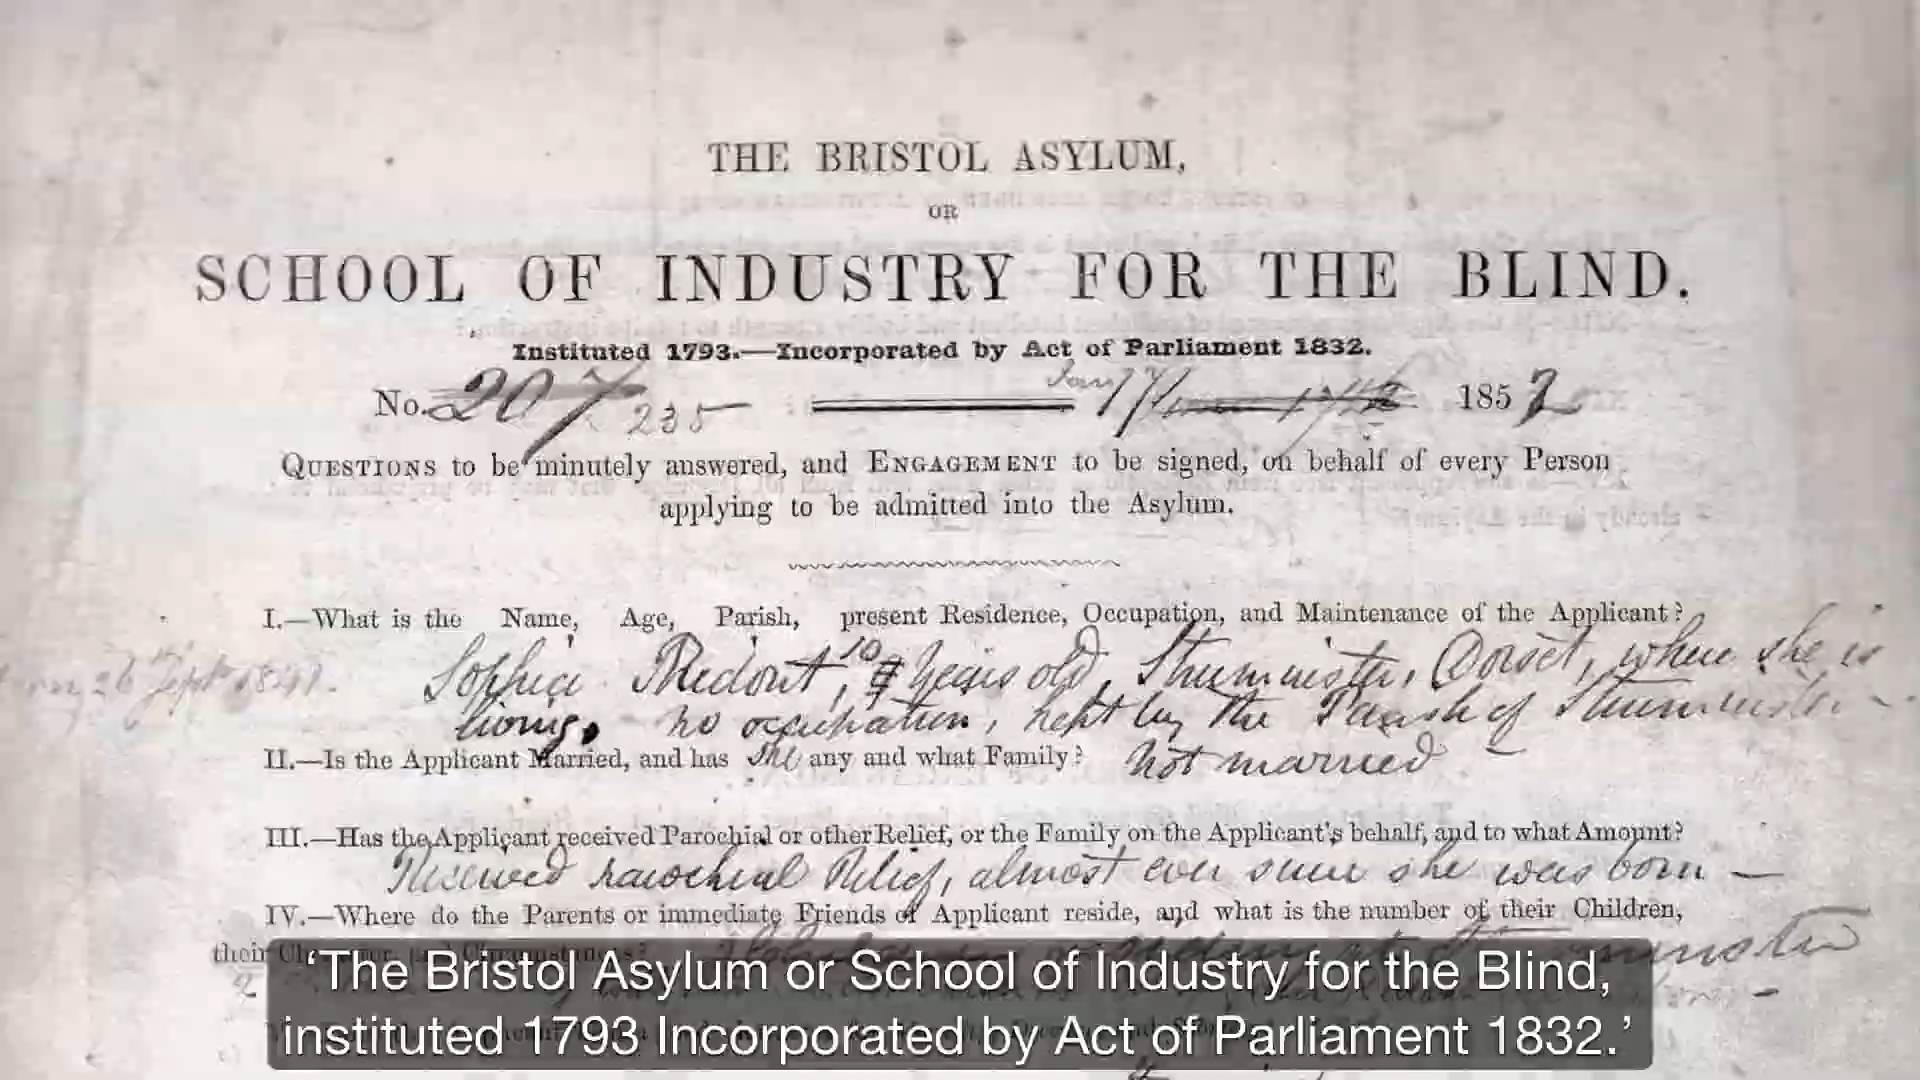 THE BRISTOL ASYLUM,
OR
SCHOOL OF INDUSTRY FOR THE BLIND.
Instituted 1793.—Incorporated by Act of Parliament 1832.
No. 207 235 Jany 17 1852
QUESTIONS to be minutely answered, and ENGAGEMENT to be signed, on behalf of every Person
applying to be admitted into the Asylum.
I.—What is the Name, Age, Parish, present Residence, Occupation, and Maintenance of the Applicant?
26 Sept 1841. Sophia Ridout, 10 years old, Sturminster, Dorset, where she is
living, no occupation, kept by the Parish of Sturminster
II.—Is the Applicant Married, and has she any and what Family? Not married
III.—Has the Applicant received Parochial or other Relief, or the Family on the Applicant's behalf, and to what Amount?
Received parochial Relief, almost ever since she was born —
IV.—Where do the Parents or immediate Friends of Applicant reside, and what is the number of their Children,
their
‘The Bristol Asylum or School of Industry for the Blind,
instituted 1793 Incorporated by Act of Parliament 1832.’